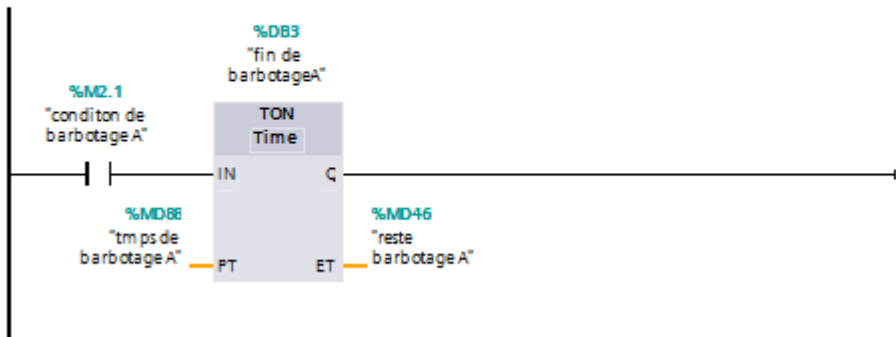 %DB3
"fin de
barbotageA"
%M2.1
"conditon de
barbotage A"
TON
Time
IN
Q
%MD88
"tmps de
barbotage A"
PT
ET
%MD46
"reste
barbotage A"